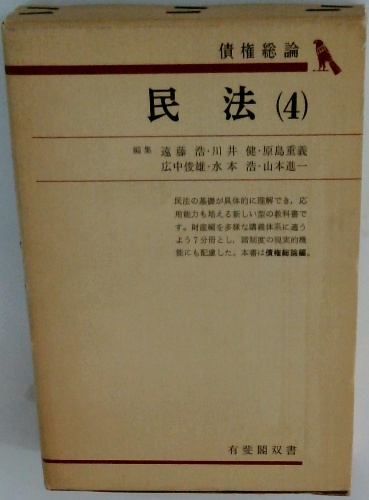 債権総論
民法(4)
編集 遠藤浩・川井健・原島重義
広中俊雄・水本浩・山本進一
民法の基礎が具体的に理解でき，応
用能力も培える新しい型の教科書で
す。財産編を多様な講義体系に適う
よう7分冊とし，諸制度の現実的機
能にも配慮した。本書は債権総論編。
有斐閣双書